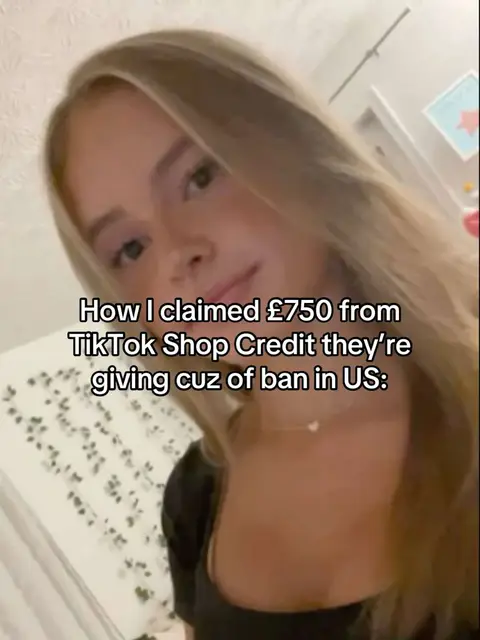 How I claimed £750 from
TikTok Shop Credit they're
giving cuz of ban in US: